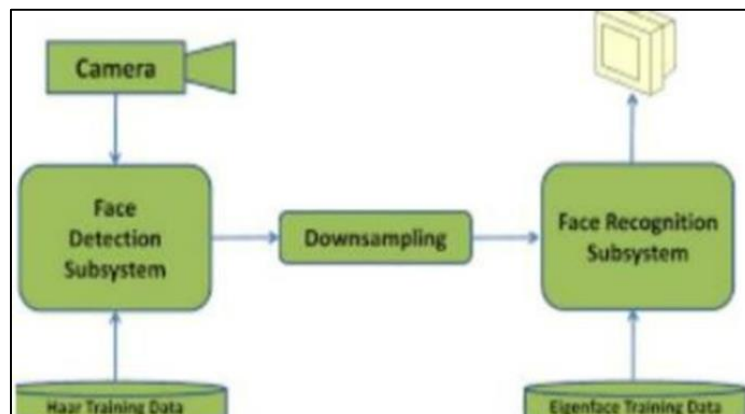 Camera
Face
Detection
Subsystem
Downsampling
Face Recognition
Subsystem
Haar Training Data
Eigenface Training Data